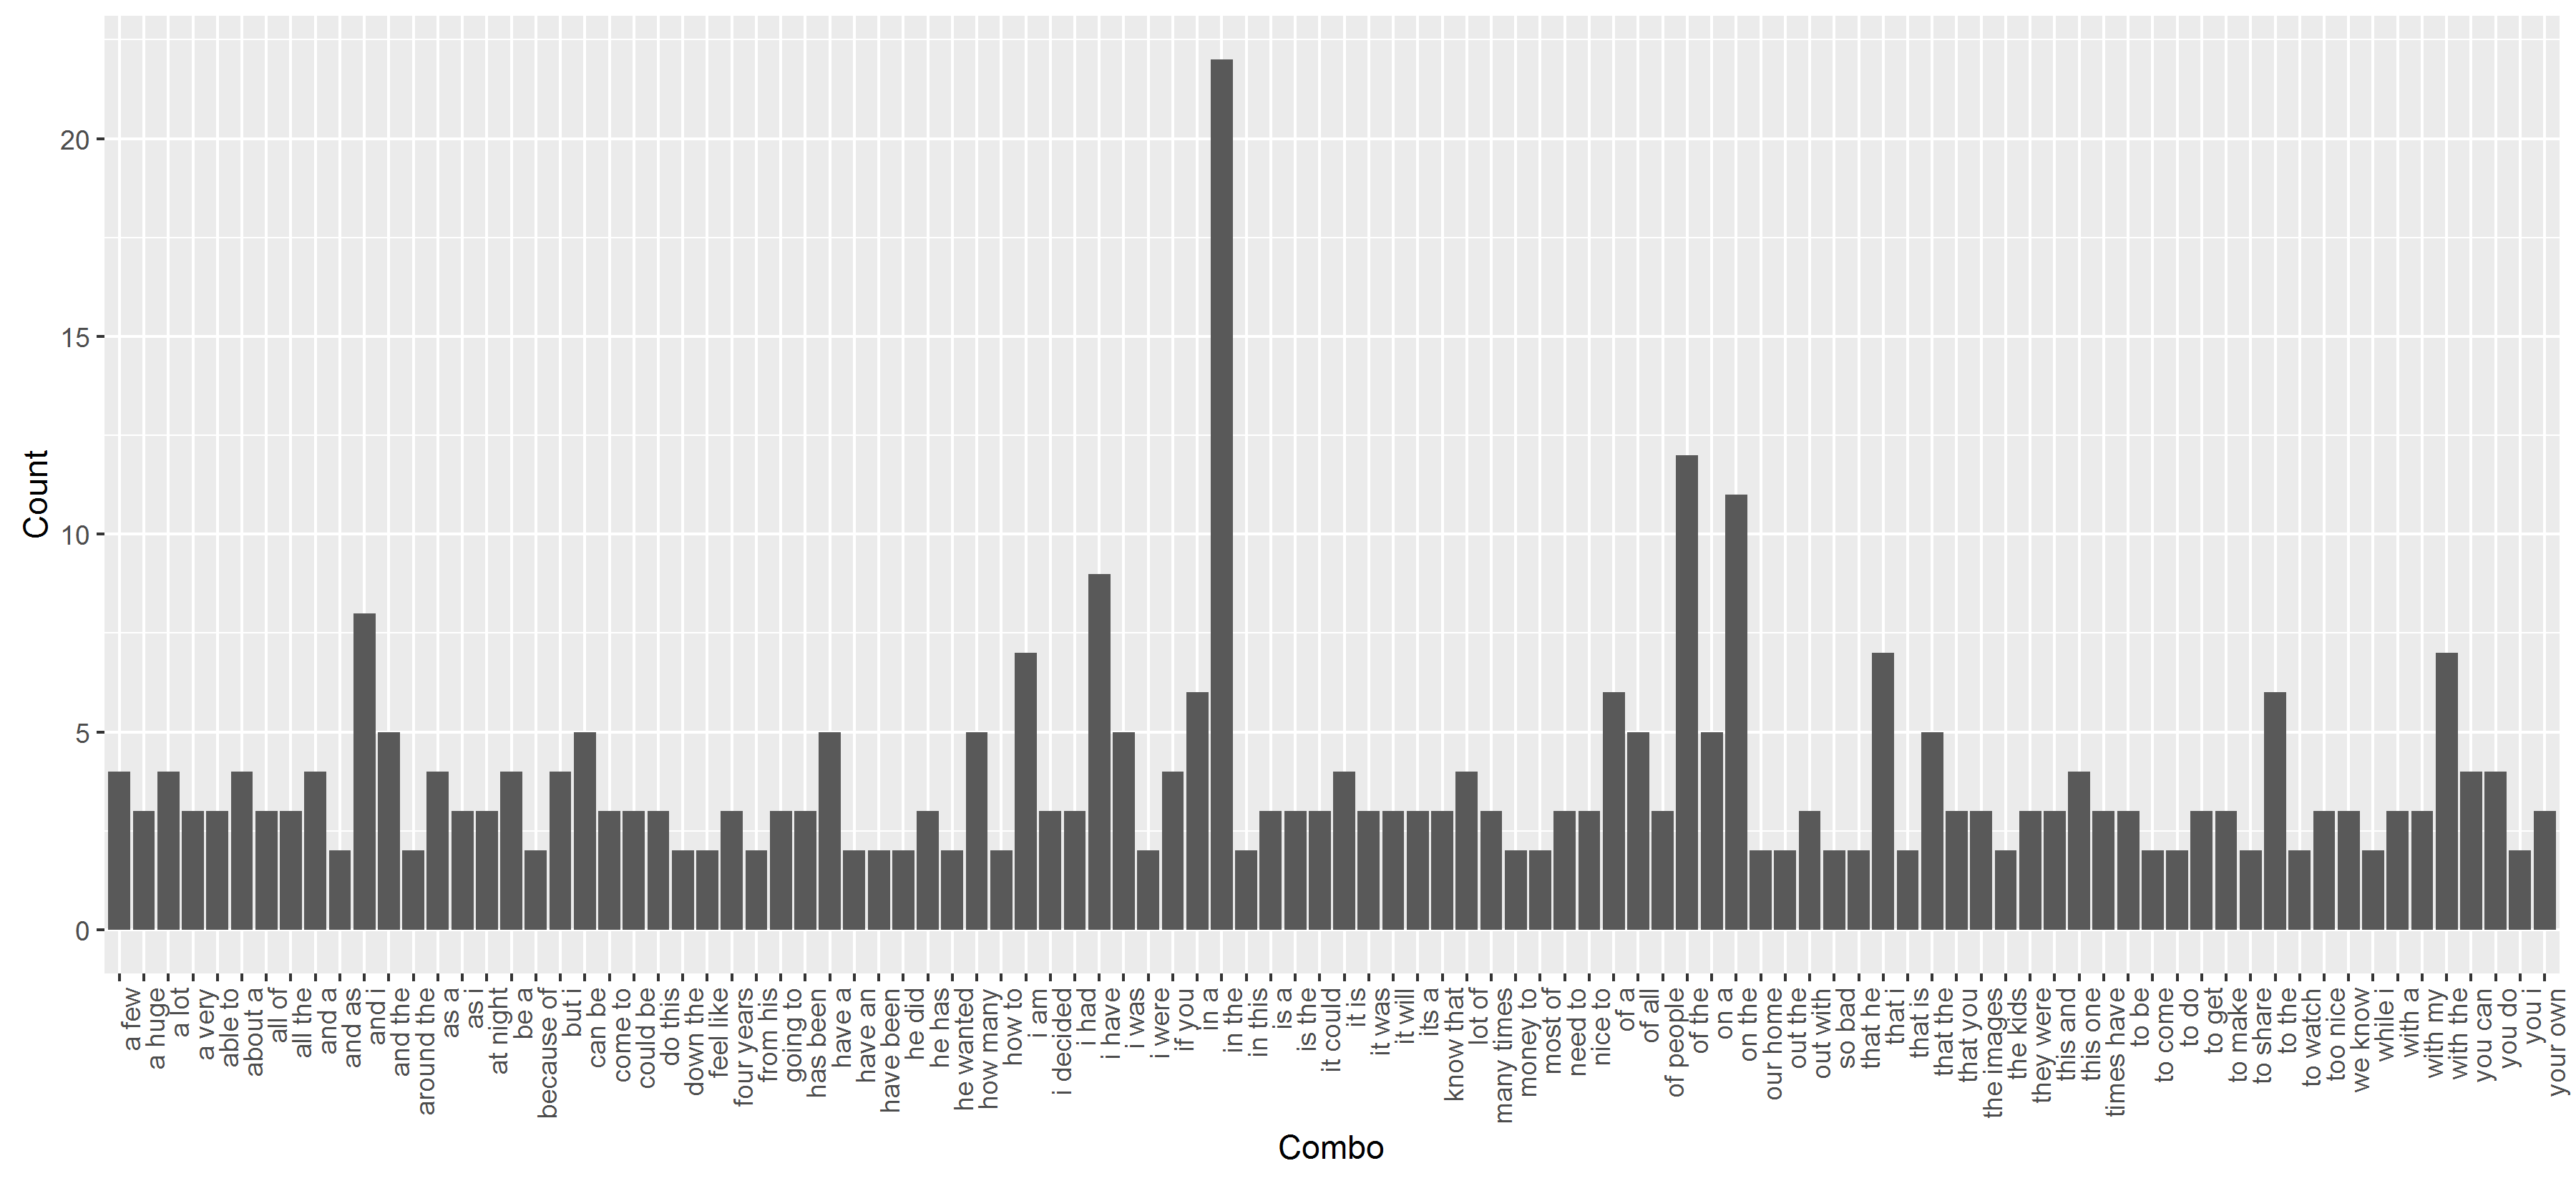 Count
20
15
10
5
0
a few
a huge
a lot
a very
able to
about a
all of
all the
and a
and as
and i
and the
around the
as a
as i
at night
be a
because of
but i
can be
come to
could be
do this
down the
feel like
four years
from his
going to
has been
have a
have an
have been
he did
he has
he wanted
how many
how to
i am
i decided
i had
i have
i was
i were
if you
in a
in the
in this
is a
is the
it could
it is
it was
it will
its a
know that
lot of
many times
money to
most of
need to
nice to
of a
of all
of people
of the
on a
on the
our home
out the
out with
so bad
that he
that i
that is
that the
that you
the images
the kids
they were
this and
this one
times have
to be
to come
to do
to get
to make
to share
to the
to watch
too nice
we know
while i
with a
with my
with the
you can
you do
you i
your own
Combo